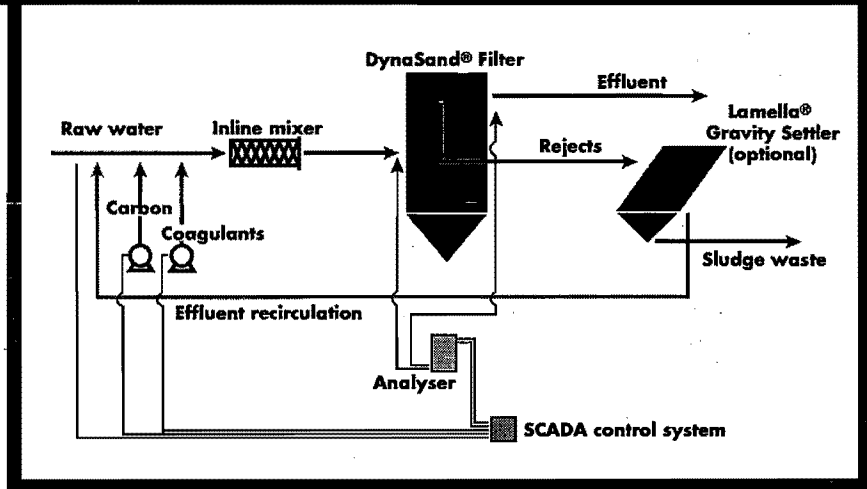 DynaSand® Filter
Effluent
Lamella®
Gravity Settler
(optional)
Raw water
Inline mixer
Rejects
Carbon
Coagulants
Sludge waste
Effluent recirculation
Analyser
SCADA control system